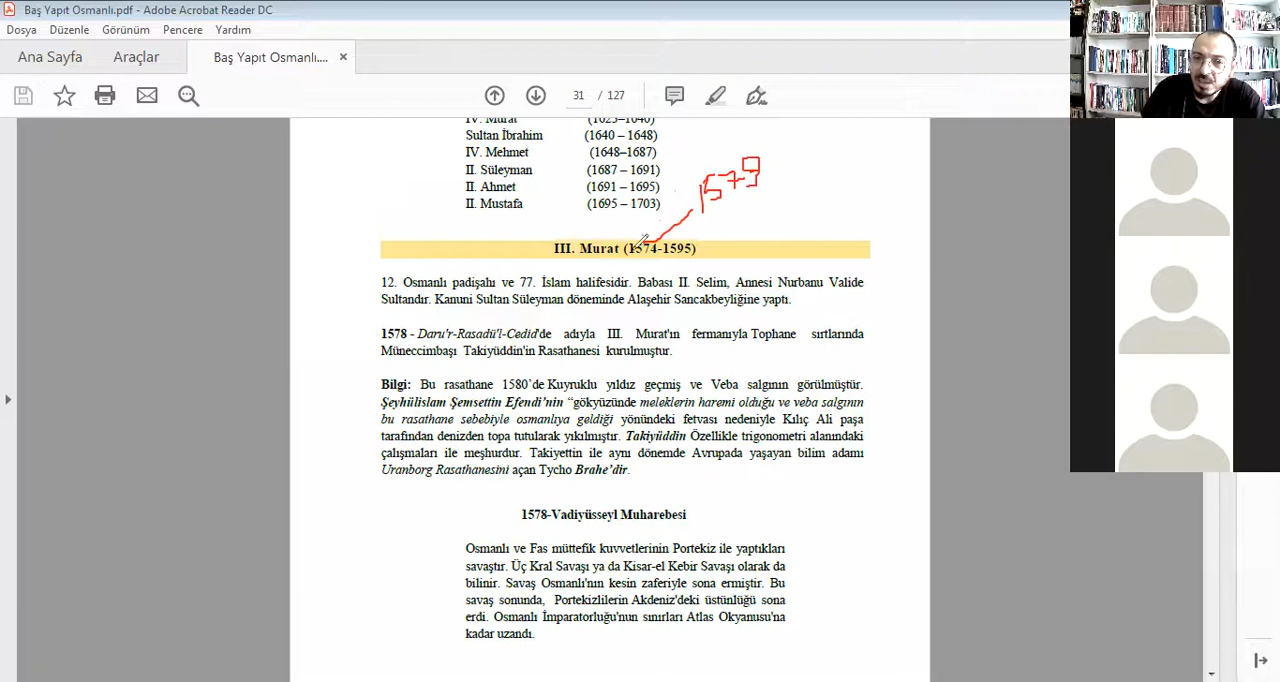 Baş Yapıt Osmanlı.pdf - Adobe Acrobat Reader DC
Dosya Düzenle Görünüm Pencere Yardım
Ana Sayfa Araçlar Baş Yapıt Osmanlı.... ×
31 / 127
IV. Murat (1623-1640)
Sultan İbrahim (1640 – 1648)
IV. Mehmet (1648–1687)
II. Süleyman (1687 – 1691)
II. Ahmet (1691 – 1695)
II. Mustafa (1695 – 1703)
1579
III. Murat (1574-1595)
12. Osmanlı padişahı ve 77. İslam halifesidir. Babası II. Selim, Annesi Nurbanu Valide
Sultandır. Kanuni Sultan Süleyman döneminde Alaşehir Sancakbeyliğine yaptı.
1578 - Daru'r-Rasadü'l-Cedid'de adıyla III. Murat'ın fermanıyla Tophane sırtlarında
Müneccimbaşı Takiyüddin'in Rasathanesi kurulmuştur.
Bilgi: Bu rasathane 1580'de Kuyruklu yıldız geçmiş ve Veba salgının görülmüştür.
Şeyhülislam Şemsettin Efendi'nin “gökyüzünde meleklerin haremi olduğu ve veba salgının
bu rasathane sebebiyle osmanlıya geldiği yönündeki fetvası nedeniyle Kılıç Ali paşa
tarafından denizden topa tutularak yıkılmıştır. Takiyüddin Özellikle trigonometri alanındaki
çalışmaları ile meşhurdur. Takiyettin ile aynı dönemde Avrupada yaşayan bilim adamı
Uranborg Rasathanesini açan Tycho Brahe'dir.
1578-Vadiyüsseyl Muharebesi
Osmanlı ve Fas müttefik kuvvetlerinin Portekiz ile yaptıkları
savaştır. Üç Kral Savaşı ya da Kisar-el Kebir Savaşı olarak da
bilinir. Savaş Osmanlı'nın kesin zaferiyle sona ermiştir. Bu
savaş sonunda, Portekizlilerin Akdeniz'deki üstünlüğü sona
erdi. Osmanlı İmparatorluğu'nun sınırları Atlas Okyanusu'na
kadar uzandı.